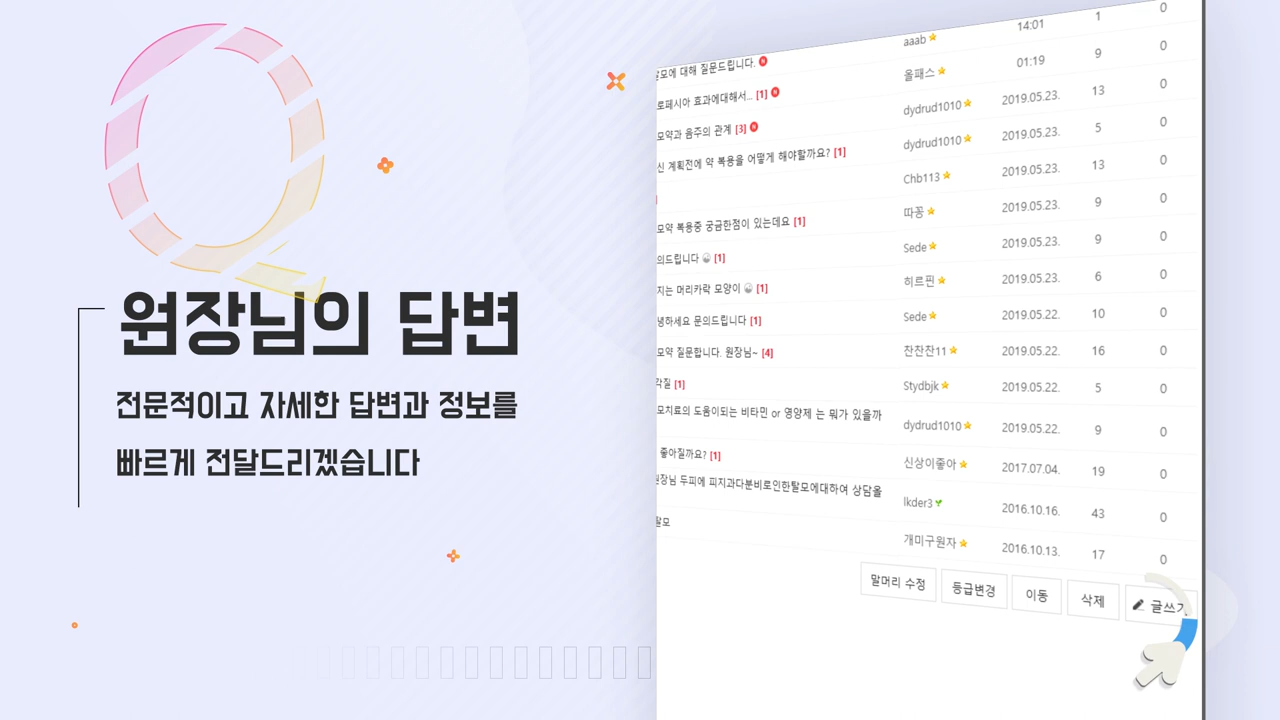 Q
원장님의 답변
전문적이고 자세한 답변과 정보를
빠르게 전달드리겠습니다
14:01 1 0
탈모에 대해 질문드립니다. aaab 01:19 9 0
로페시아 효과에대해서... [1] 올패스 2019.05.23. 13 0
모약과 음주의 관계 [3] dydrud1010 2019.05.23. 5 0
신 계획전에 약 복용을 어떻게 해야할까요? [1] dydrud1010 2019.05.23. 13 0
Chb113 2019.05.23. 9 0
모약 복용중 궁금한점이 있는데요 [1] 따꽁 2019.05.23. 9 0
의드립니다 [1] Sede 2019.05.23. 6 0
지는 머리카락 모양이 [1] 히르핀 2019.05.22. 10 0
녕하세요 문의드립니다 [1] Sede 2019.05.22. 16 0
모약 질문합니다. 원장님~ [4] 찬찬찬11 2019.05.22. 5 0
각질 [1] Stydbjk 2019.05.22. 9 0
모치료의 도움이되는 비타민 or 영양제 는 뭐가 있을까 dydrud1010 2017.07.04. 19 0
좋아질까요? [1] 신상이좋아 2016.10.16. 43 0
원장님 두피에 피지과다분비로인한탈모에대하여 상담을 lkder3 2016.10.13. 17 0
탈모 개미구원자
말머리 수정 등급변경 이동 삭제 글쓰기